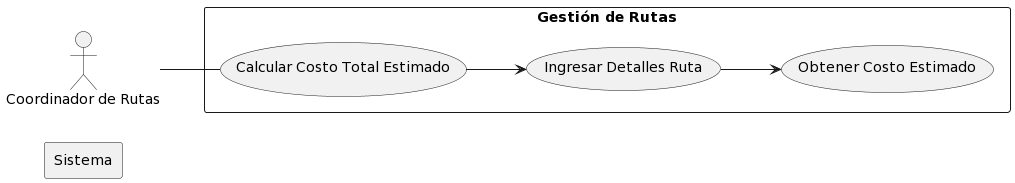 Gestión de Rutas
Calcular Costo Total Estimado
Ingresar Detalles Ruta
Obtener Costo Estimado
Coordinador de Rutas
Sistema